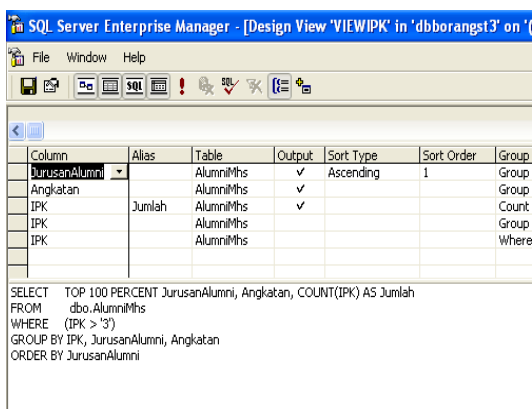 SQL Server Enterprise Manager - [Design View 'VIEWIPK' in 'dbborangst3' on '(
File Window Help
SQL ! SQL
Column Alias Table Output Sort Type Sort Order Group
JurusanAlumni AlumniMhs Ascending 1 Group
Angkatan AlumniMhs Group
IPK Jumlah AlumniMhs Count
IPK AlumniMhs Group
IPK AlumniMhs Where
SELECT TOP 100 PERCENT JurusanAlumni, Angkatan, COUNT(IPK) AS Jumlah
FROM dbo.AlumniMhs
WHERE (IPK > '3')
GROUP BY IPK, JurusanAlumni, Angkatan
ORDER BY JurusanAlumni